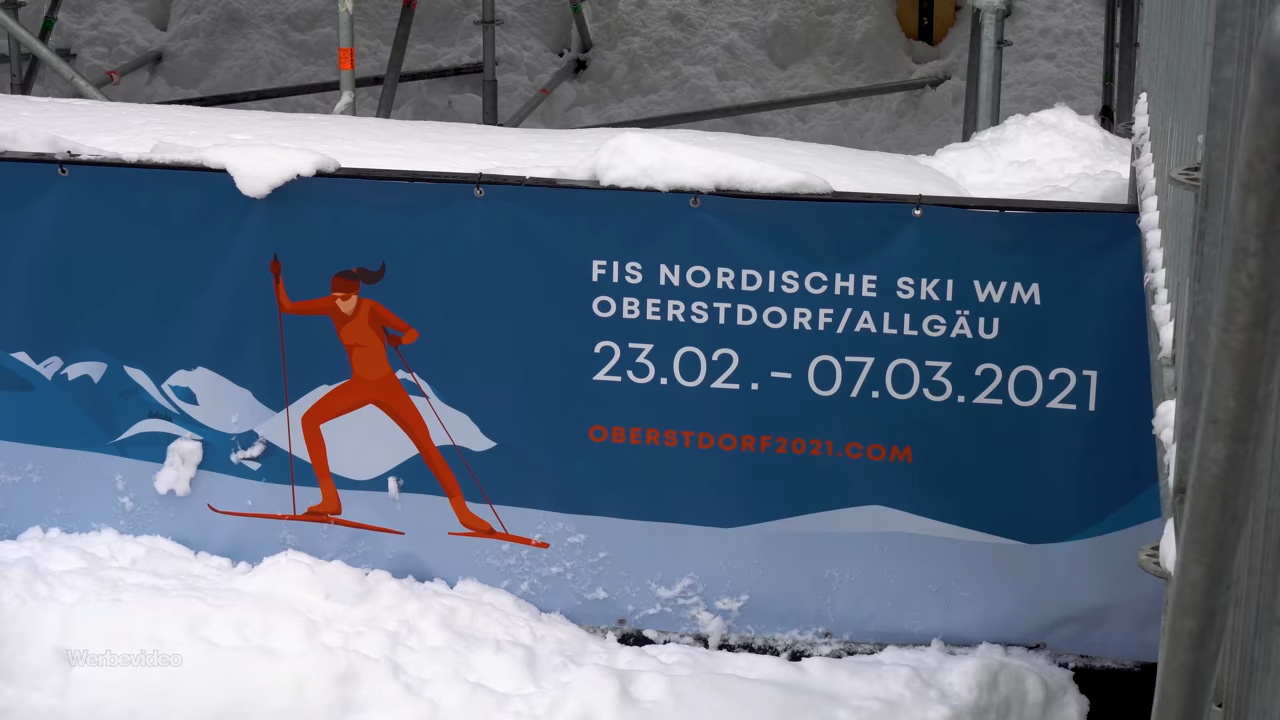 FIS NORDISCHE SKI WM
OBERSTDORF/ALLGÄU
23.02.-07.03.2021
OBERSTDORF2021.COM
Werbevideo